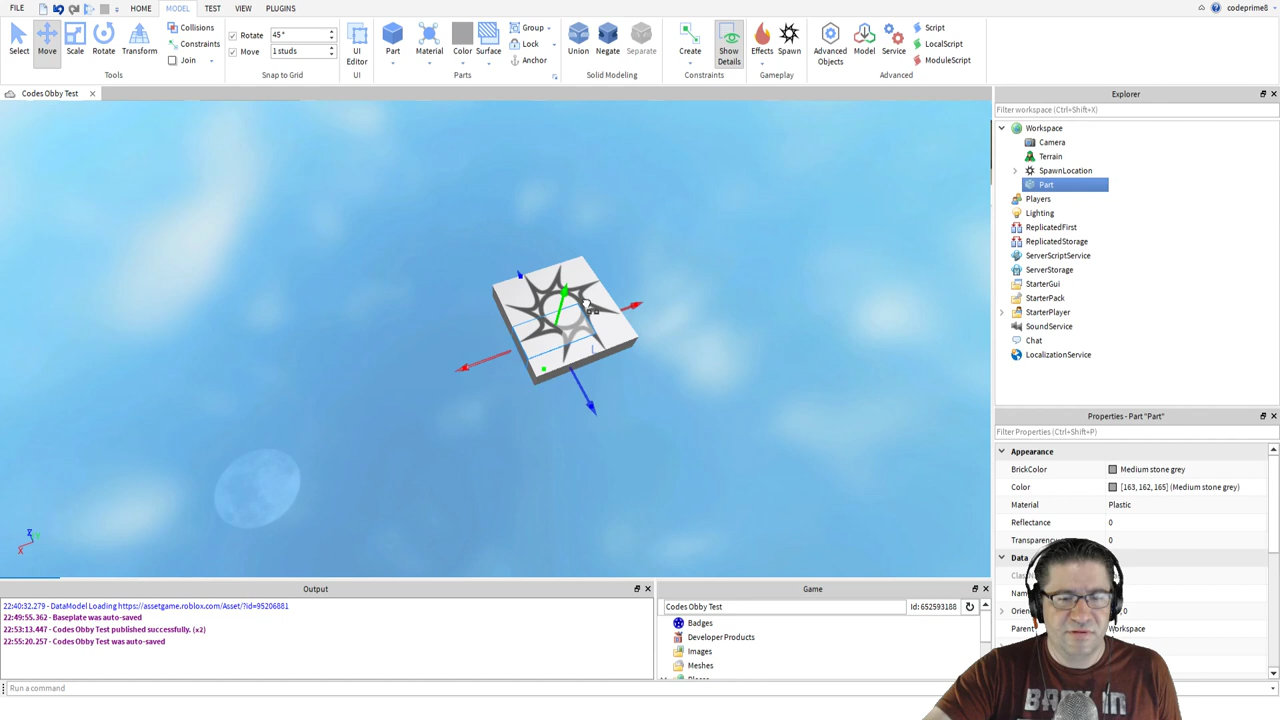 FILE HOME MODEL TEST VIEW PLUGINS codeprime8
Select Move Scale Rotate Transform
Collisions
Constraints
Join
Tools
Rotate 45°
Move 1 studs
Snap to Grid
UI Editor
UI
Part Material Color Surface
Group
Lock
Anchor
Parts
Union Negate Separate
Solid Modeling
Create Show Details
Constraints
Effects Spawn
Gameplay
Advanced Objects Model Service
Script
LocalScript
ModuleScript
Advanced
Codes Obby Test
Explorer
Filter workspace (Ctrl+Shift+X)
Workspace
Camera
Terrain
SpawnLocation
Part
Players
Lighting
ReplicatedFirst
ReplicatedStorage
ServerScriptService
ServerStorage
StarterGui
StarterPack
StarterPlayer
SoundService
Chat
LocalizationService
Properties - Part "Part"
Filter Properties (Ctrl+Shift+P)
Appearance
BrickColor Medium stone grey
Color [163, 162, 165] (Medium stone grey)
Material Plastic
Reflectance 0
Transparency 0
Data
Workspace
Z
X
Output
22:40:32.279 - DataModel Loading https://assetgame.roblox.com/Asset/?id=95206881
22:49:55.362 - Baseplate was auto-saved
22:53:13.447 - Codes Obby Test published successfully. (x2)
22:55:20.257 - Codes Obby Test was auto-saved
Game
Codes Obby Test Game ID: 652593188
Badges
Developer Products
Images
Meshes
Run a command
BACK IN